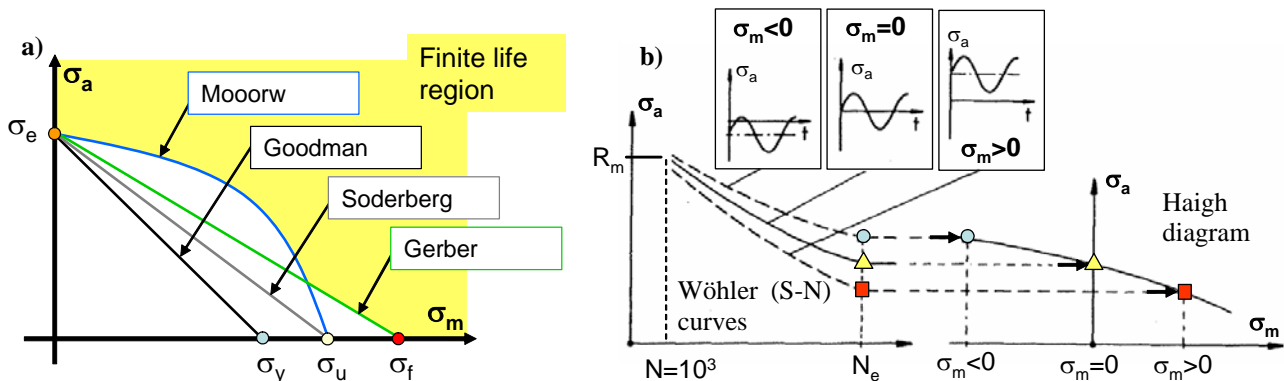 a)
σa
Finite life
region
Mooorw
σe
Goodman
Soderberg
Gerber
σm
σy
σu
σf
b)
σm<0
σa
t
σm=0
σa
t
σa
t
σm>0
σa
Rm
σa
Haigh
diagram
Wöhler (S-N)
curves
σm
N=10³
Ne
σm<0
σm=0
σm>0